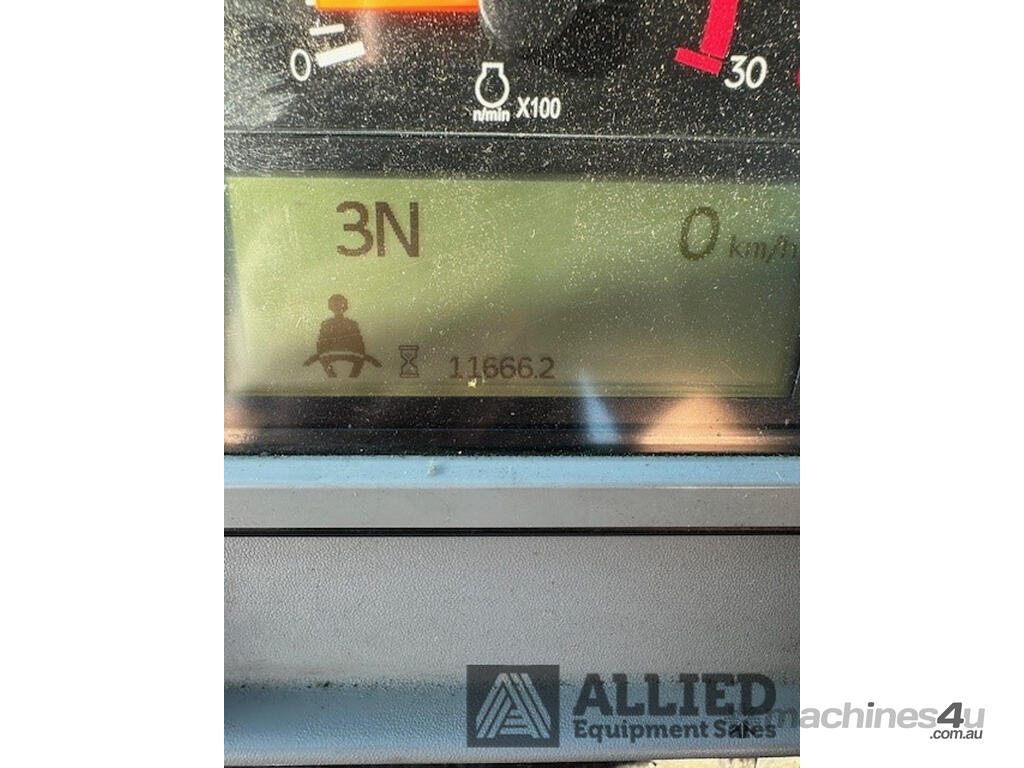 0
30
n/min X100
3N 0 km/h
11666.2
ALLIED
Equipment Sales
machines4u
.com.au